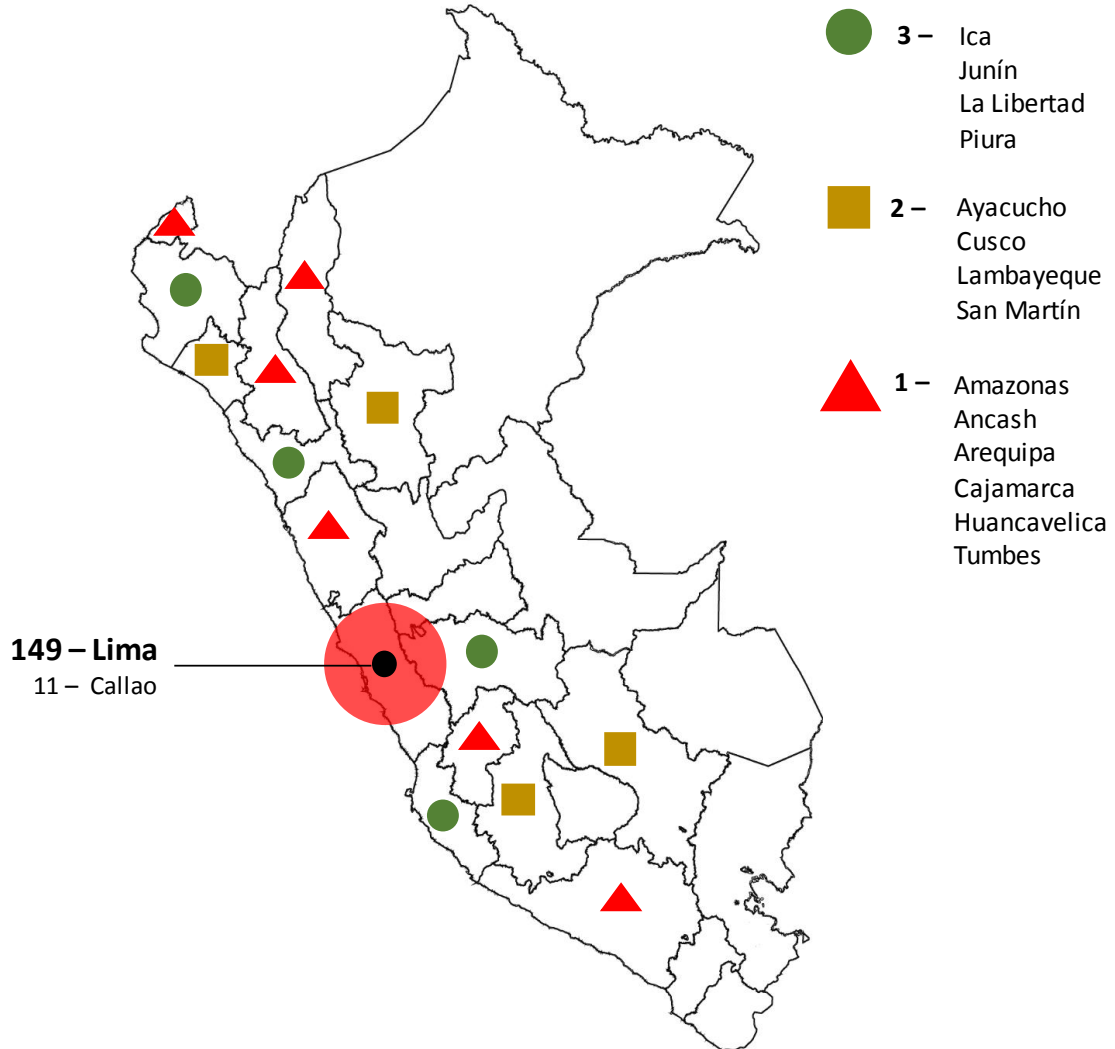 3 – Ica
Junín
La Libertad
Piura
2 – Ayacucho
Cusco
Lambayeque
San Martín
1 – Amazonas
Ancash
Arequipa
Cajamarca
Huancavelica
Tumbes
149 – Lima
11 – Callao